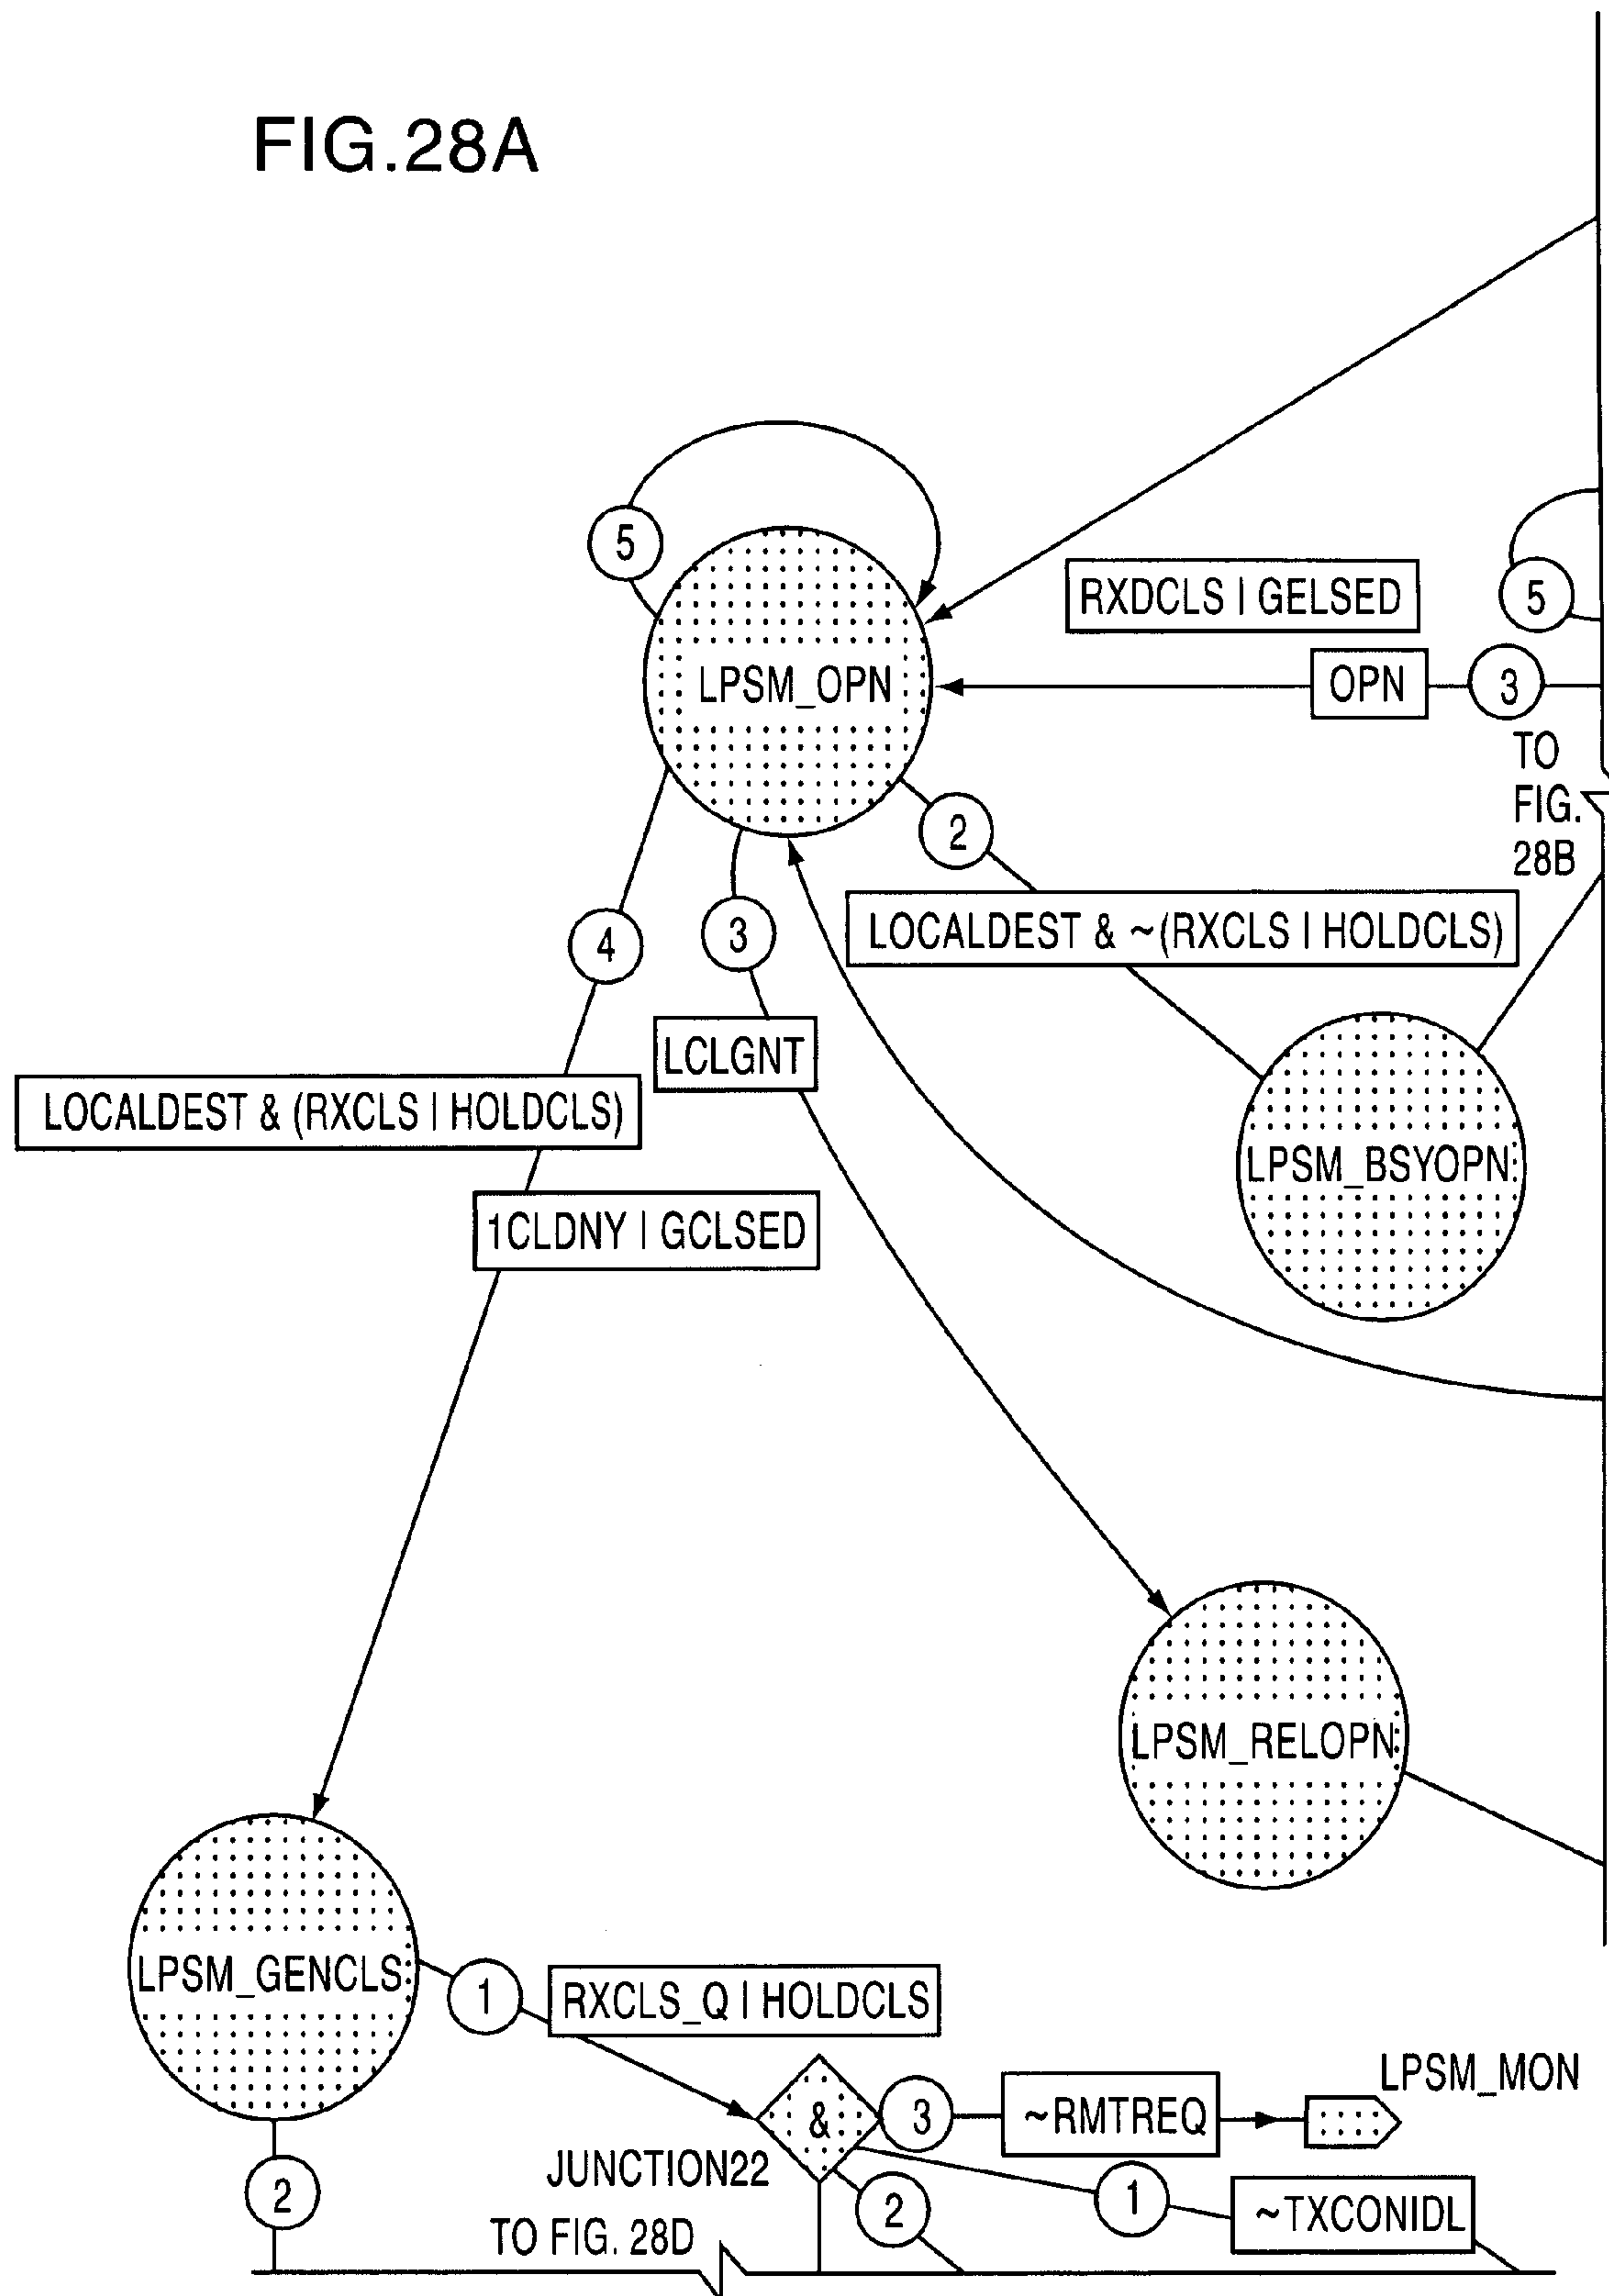 FIG.28A
5
RXDCLS | GELSED
5
LPSM_OPN
OPN
3
TO
FIG.
28B
2
4
3
LOCALDEST & ~(RXCLS | HOLDCLS)
LCLGNT
LOCALDEST & (RXCLS | HOLDCLS)
LPSM_BSYOPN
1CLDNY | GCLSED
LPSM_RELOPN
LPSM_GENCLS
1
RXCLS_Q | HOLDCLS
LPSM_MON
&
3
~RMTREQ
JUNCTION22
2
2
1
~TXCONIDL
TO FIG. 28D